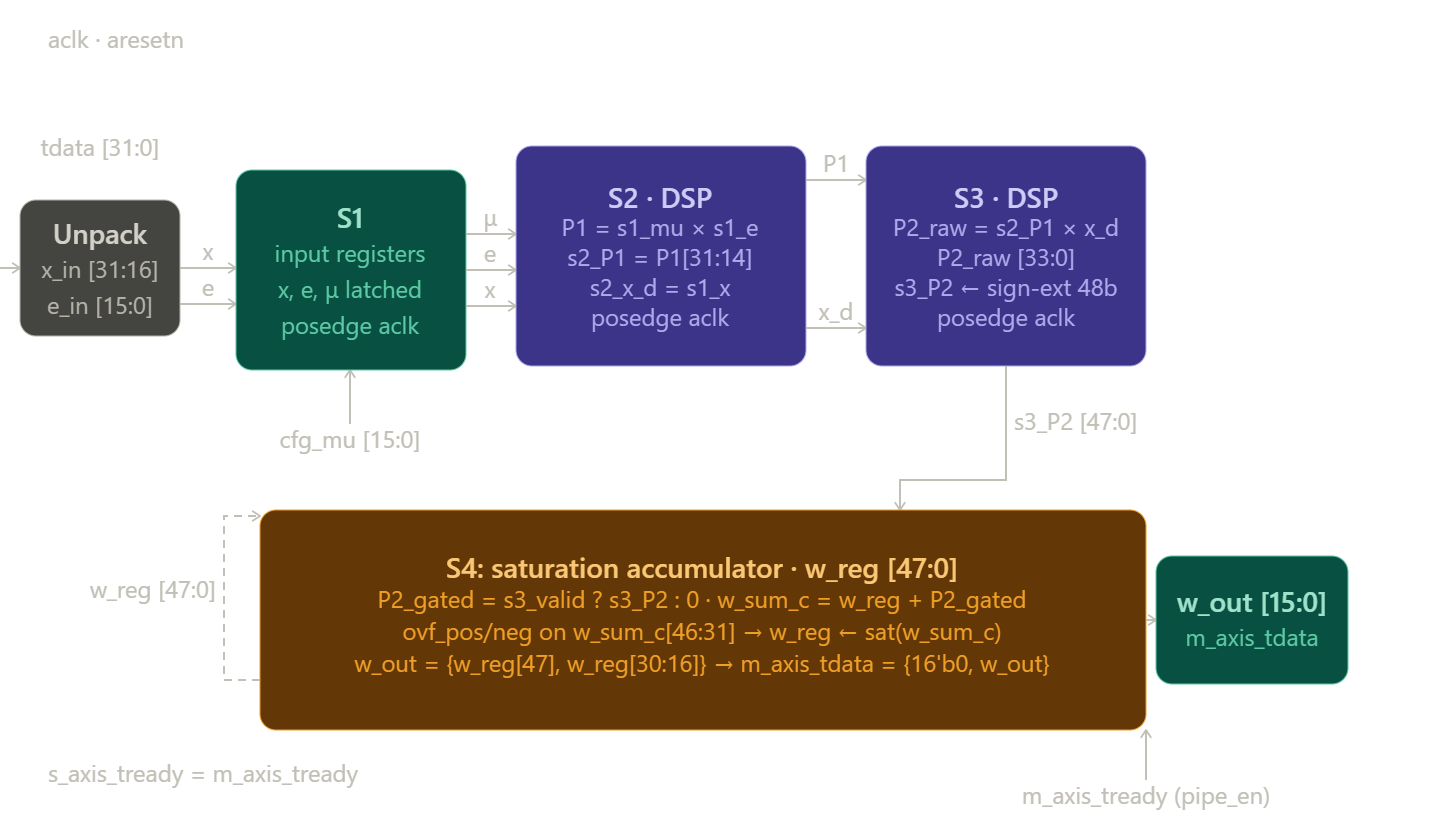 aclk · aresetn
tdata [31:0]
Unpack
x_in [31:16]
e_in [15:0]
x
e
S1
input registers
x, e, μ latched
posedge aclk
cfg_mu [15:0]
μ
e
x
S2 · DSP
P1 = s1_mu × s1_e
s2_P1 = P1[31:14]
s2_x_d = s1_x
posedge aclk
P1
x_d
S3 · DSP
P2_raw = s2_P1 × x_d
P2_raw [33:0]
s3_P2 ← sign-ext 48b
posedge aclk
s3_P2 [47:0]
w_reg [47:0]
S4: saturation accumulator · w_reg [47:0]
P2_gated = s3_valid ? s3_P2 : 0 · w_sum_c = w_reg + P2_gated
ovf_pos/neg on w_sum_c[46:31] → w_reg ← sat(w_sum_c)
w_out = {w_reg[47], w_reg[30:16]} → m_axis_tdata = {16'b0, w_out}
w_out [15:0]
m_axis_tdata
s_axis_tready = m_axis_tready
m_axis_tready (pipe_en)